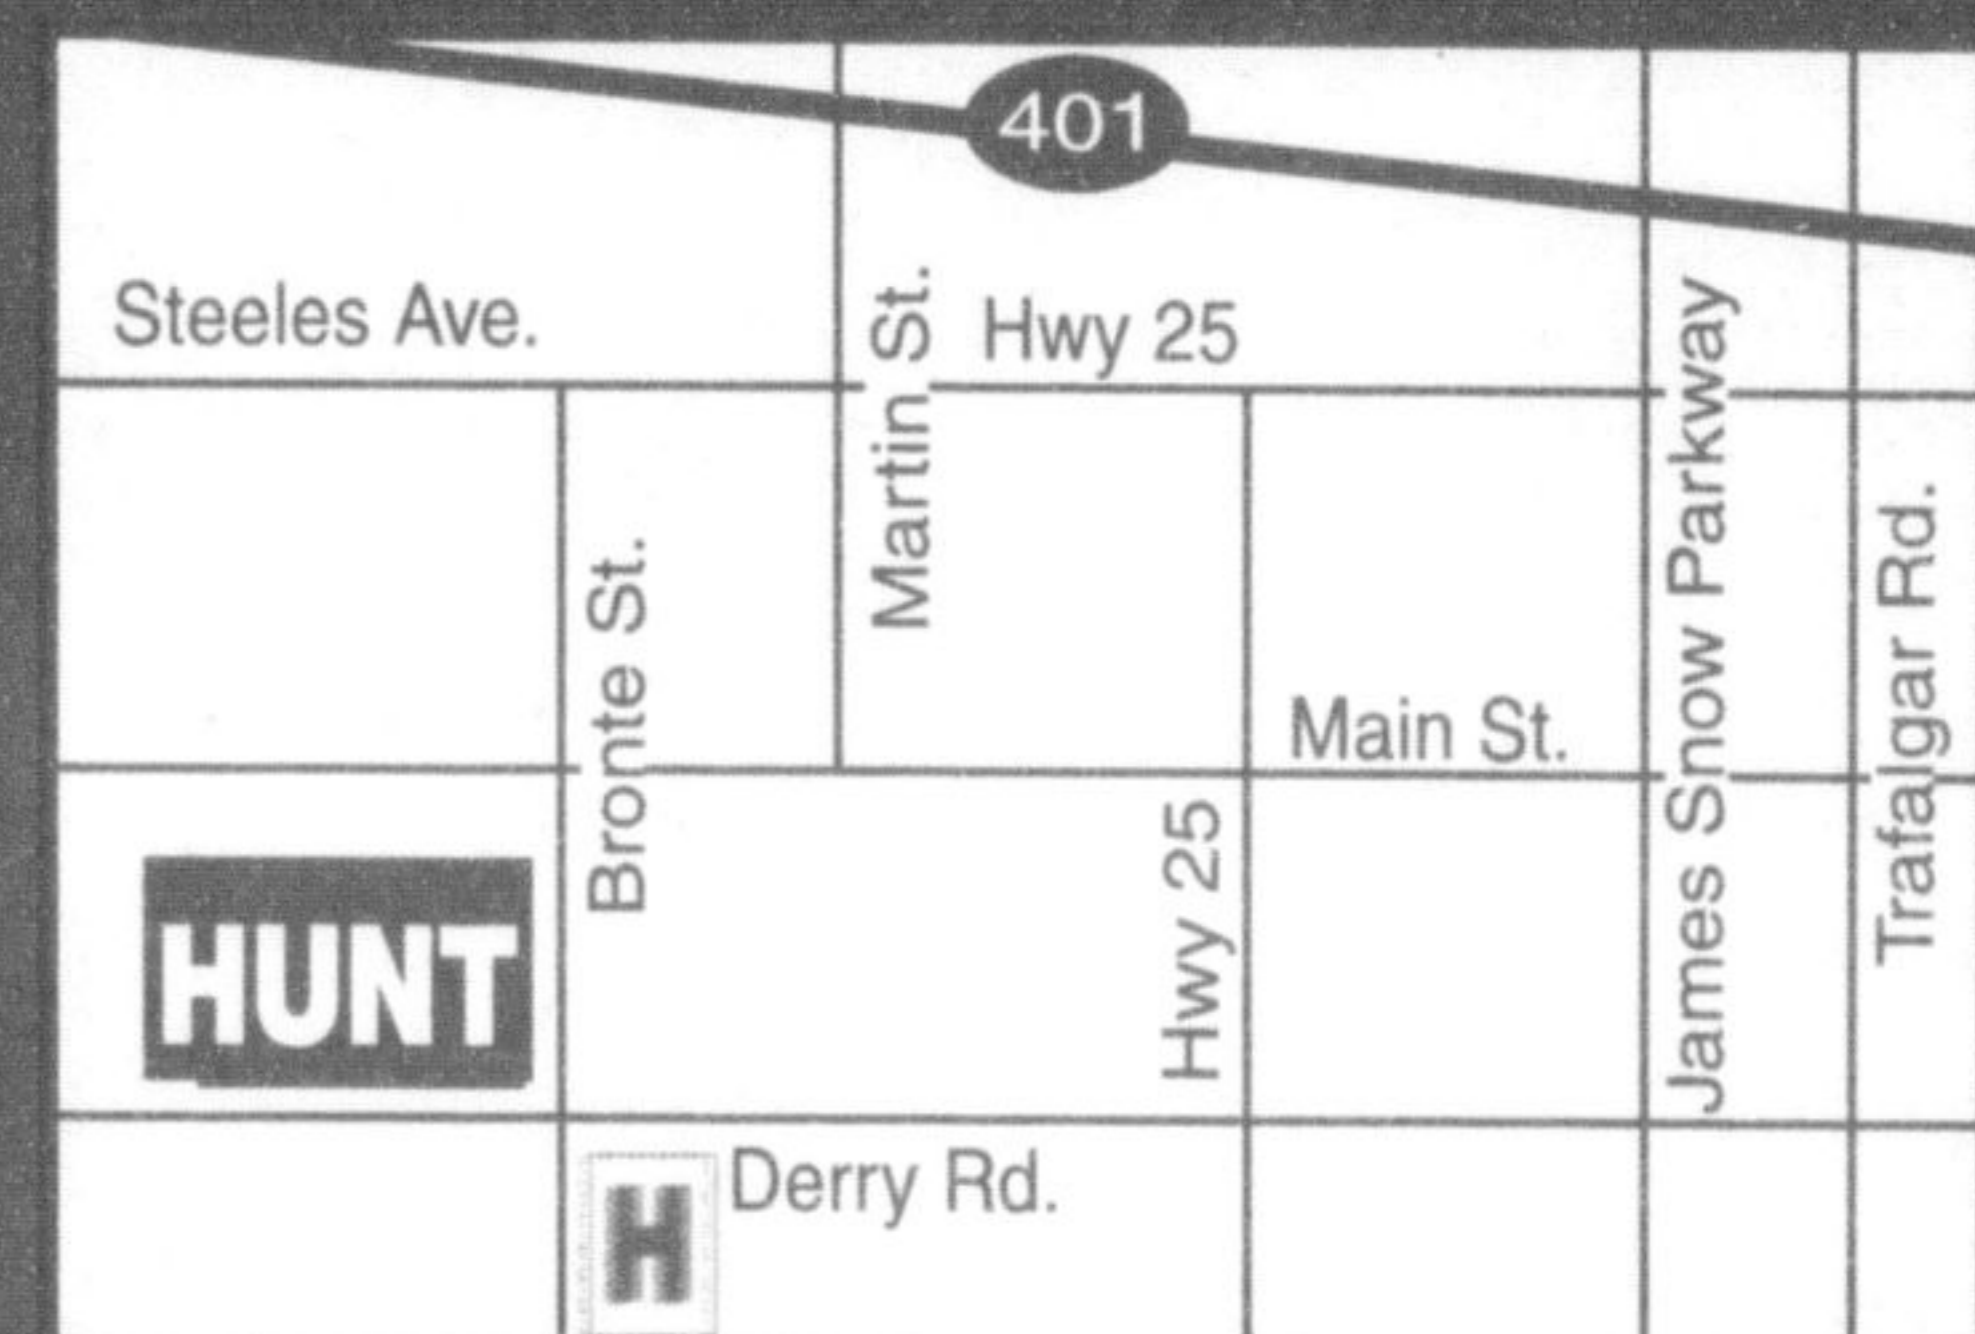 401
Steeles Ave.
Martin St.
Hwy 25
James Snow Parkway
Trafalgar Rd.
Bronte St.
Main St.
Hwy 25
HUNT
H
Derry Rd.